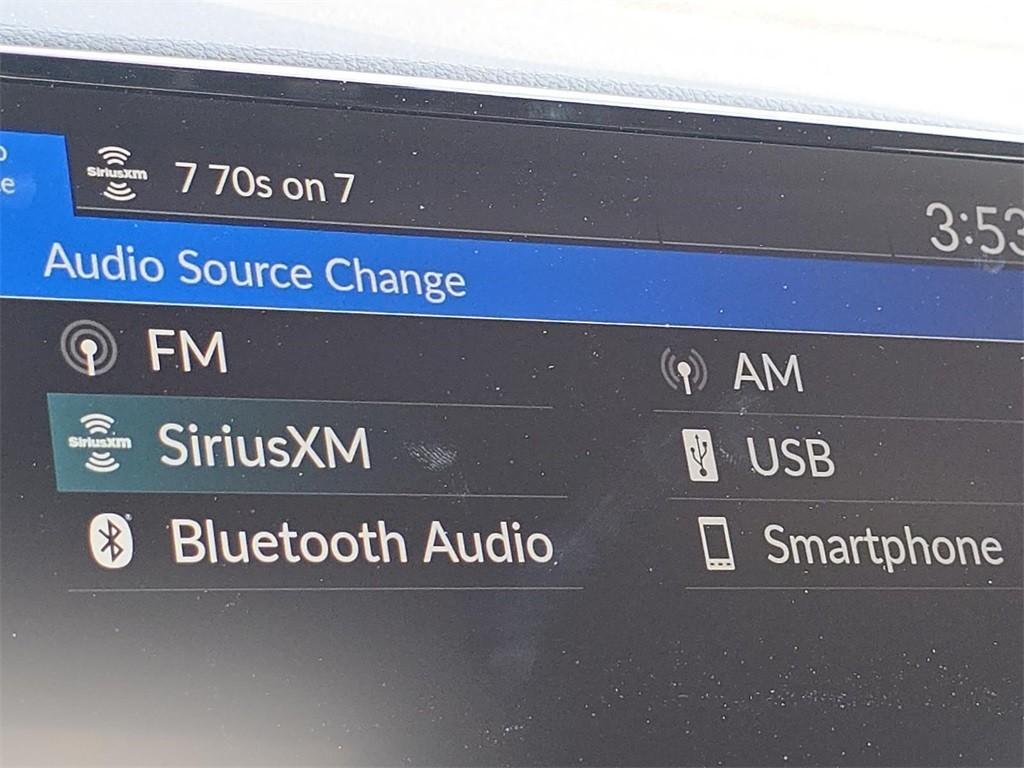 SiriusXM 7 70s on 7
3:53
Audio Source Change
FM
AM
SiriusXM SiriusXM
USB
Bluetooth Audio
Smartphone